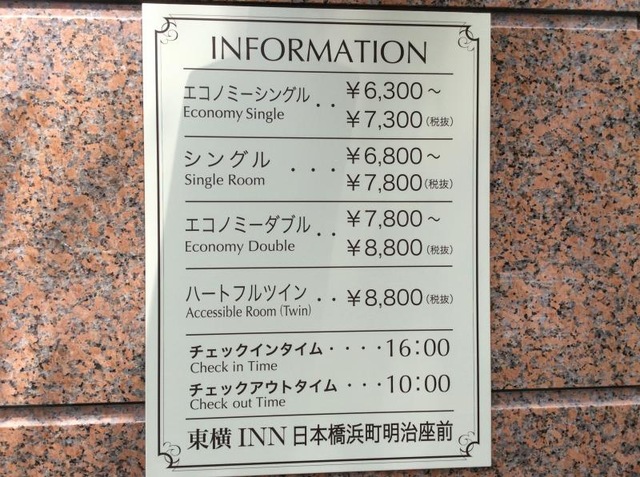 INFORMATION
エコノミーシングル ・・ ￥6,300～
Economy Single ￥7,300(税抜)
シングル ・・・ ￥6,800～
Single Room ￥7,800(税抜)
エコノミーダブル ・・ ￥7,800～
Economy Double ￥8,800(税抜)
ハートフルツイン ・・ ￥8,800(税抜)
Accessible Room (Twin)
チェックインタイム・・・・16:00
Check in Time
チェックアウトタイム・・・10:00
Check out Time
東横 INN 日本橋浜町明治座前